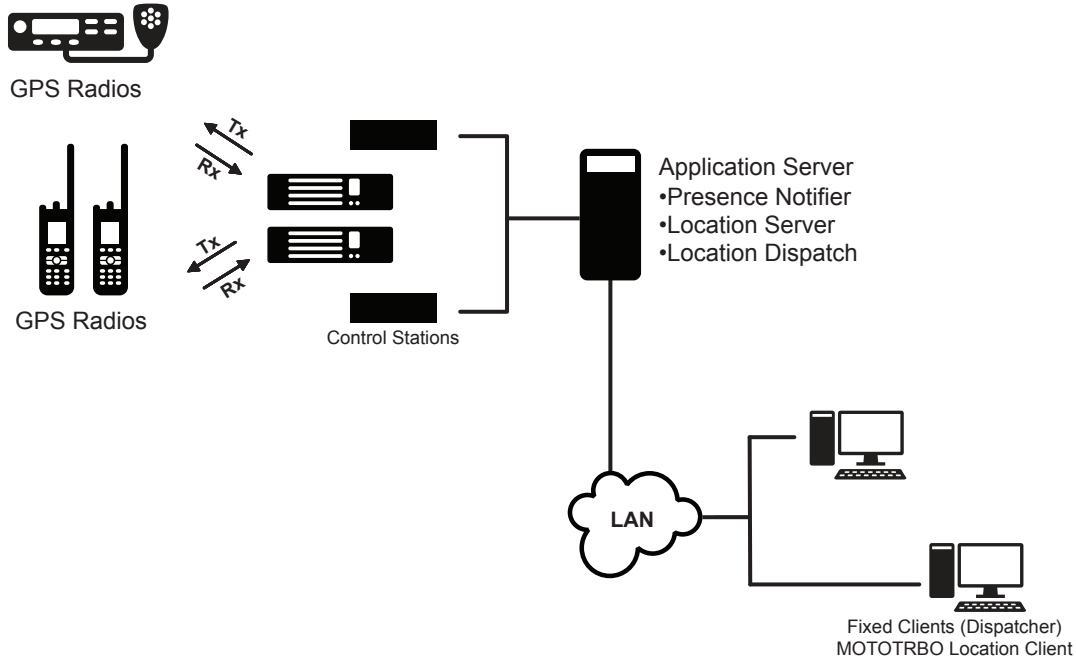 GPS Radios
Tx
Rx
Tx
Rx
GPS Radios
Control Stations
Application Server
•Presence Notifier
•Location Server
•Location Dispatch
LAN
Fixed Clients (Dispatcher)
MOTOTRBO Location Client